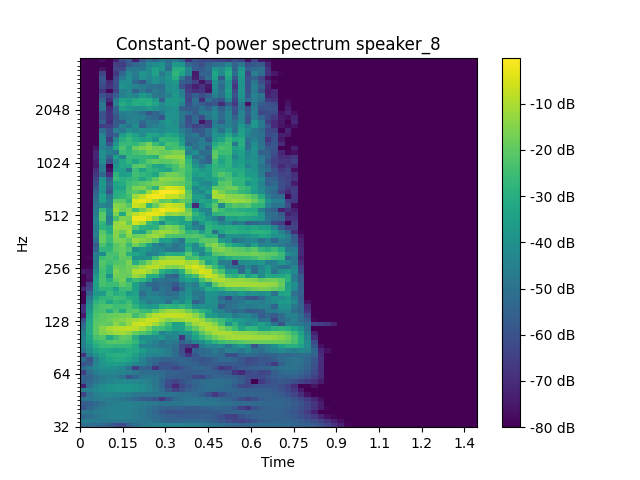 Constant-Q power spectrum speaker_8
Hz
2048
1024
512
256
128
64
32
0 0.15 0.3 0.45 0.6 0.75 0.9 1.1 1.2 1.4
Time
-10 dB
-20 dB
-30 dB
-40 dB
-50 dB
-60 dB
-70 dB
-80 dB